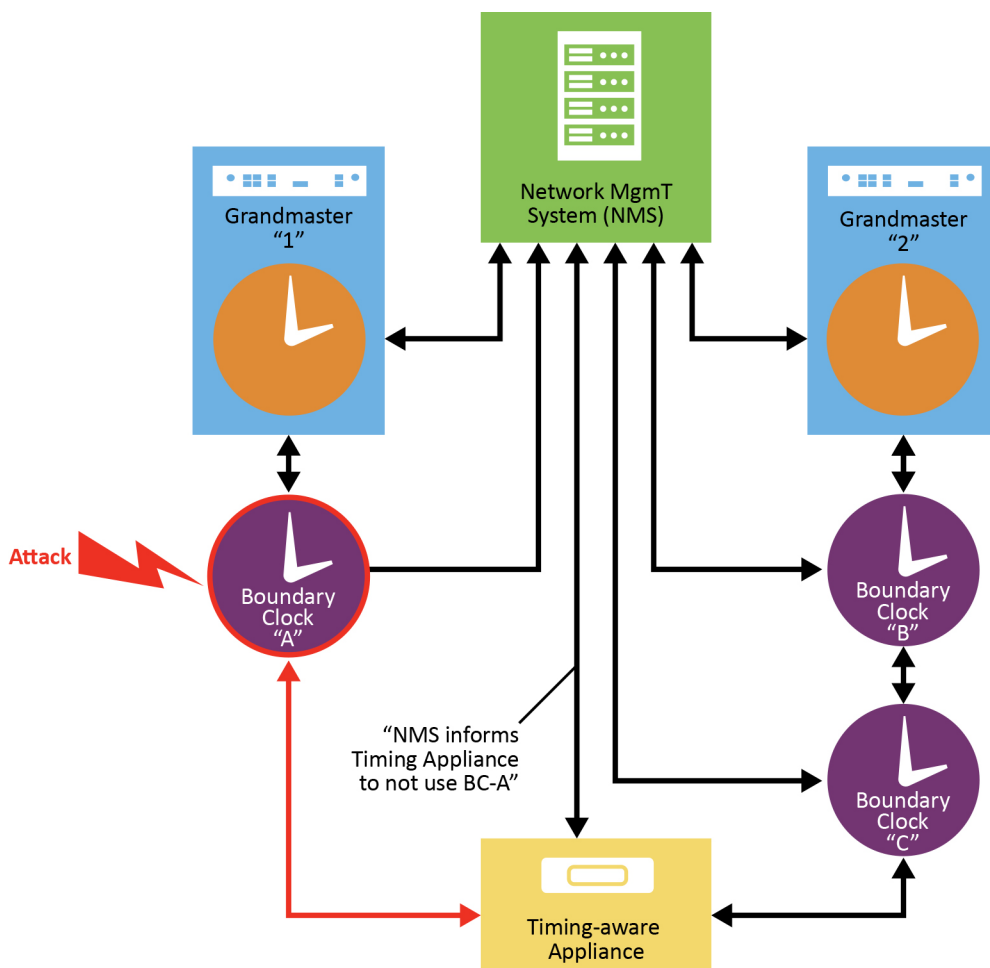 Network MgmT
System (NMS)
Grandmaster
“1”
Grandmaster
“2”
Attack
Boundary
Clock
“A”
Boundary
Clock
“B”
“NMS informs
Timing Appliance
to not use BC-A”
Boundary
Clock
“C”
Timing-aware
Appliance